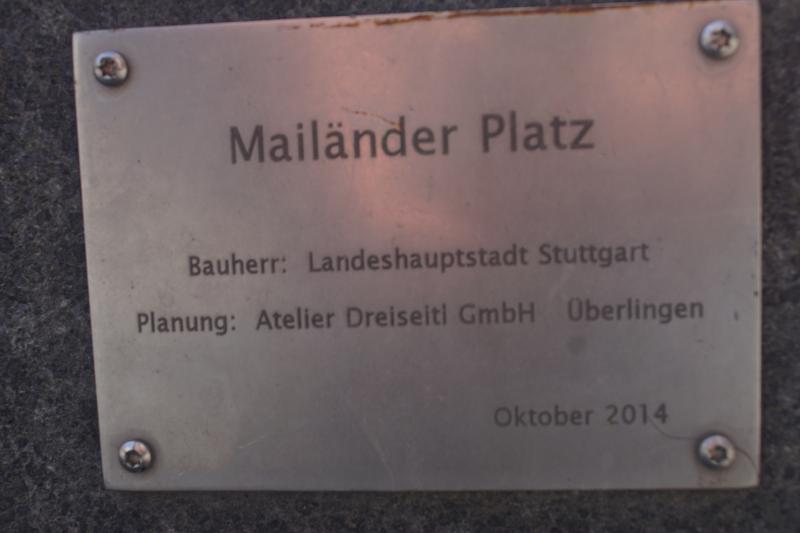 Mailänder Platz
Bauherr: Landeshauptstadt Stuttgart
Planung: Atelier Dreiseitl GmbH Überlingen
Oktober 2014